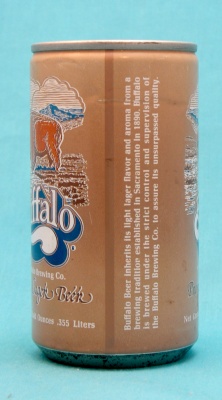 ffalo
Brewing Co.
Beer
Ounces .355 Liters
Buffalo Beer inherits its light lager flavor and aroma from a
brewing tradition established in Sacramento in 1890. Buffalo
is brewed under the strict control and supervision of
the Buffalo Brewing Co. to assure its unsurpassed quality.